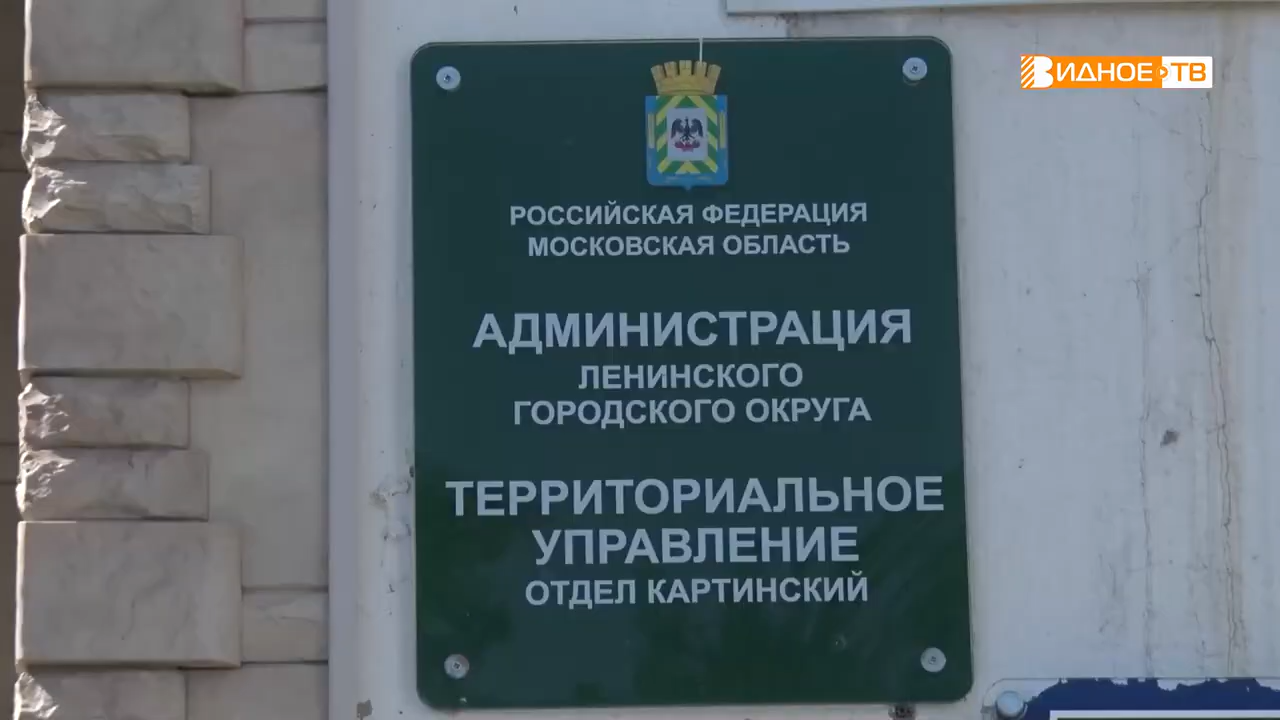 ВИДНОЕ ТВ
РОССИЙСКАЯ ФЕДЕРАЦИЯ
МОСКОВСКАЯ ОБЛАСТЬ
АДМИНИСТРАЦИЯ
ЛЕНИНСКОГО
ГОРОДСКОГО ОКРУГА
ТЕРРИТОРИАЛЬНОЕ
УПРАВЛЕНИЕ
ОТДЕЛ КАРТИНСКИЙ